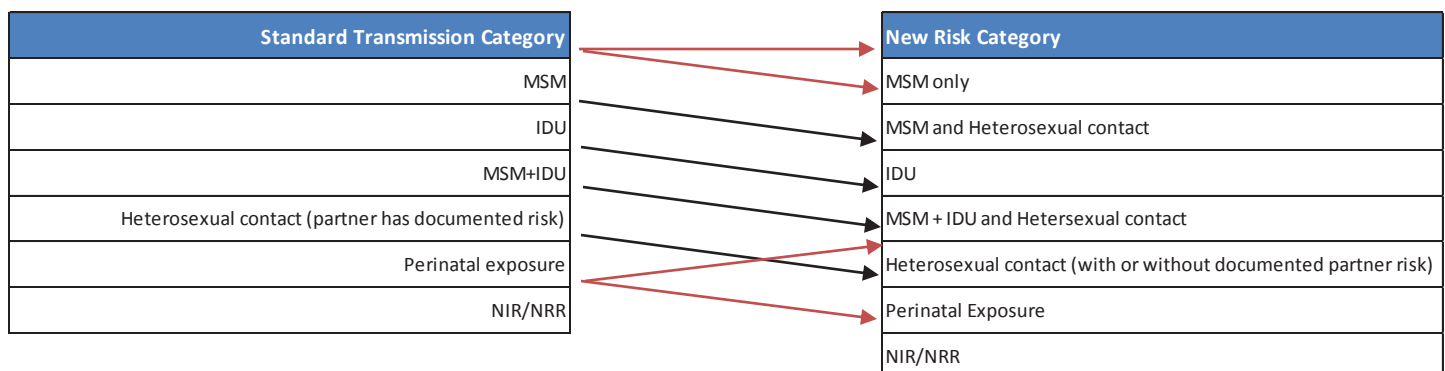 Standard Transmission Category
MSM
IDU
MSM+IDU
Heterosexual contact (partner has documented risk)
Perinatal exposure
NIR/NRR
New Risk Category
MSM only
MSM and Heterosexual contact
IDU
MSM + IDU and Hetersexual contact
Heterosexual contact (with or without documented partner risk)
Perinatal Exposure
NIR/NRR